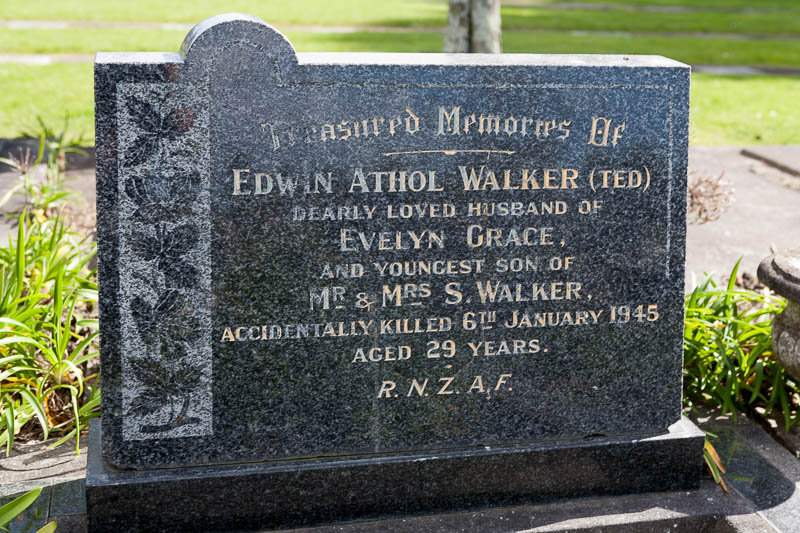 Treasured Memories Of
EDWIN ATHOL WALKER (TED)
DEARLY LOVED HUSBAND OF
EVELYN GRACE,
AND YOUNGEST SON OF
MR & MRS S. WALKER,
ACCIDENTALLY KILLED 6TH JANUARY 1945
AGED 29 YEARS.
R.N.Z.A.F.